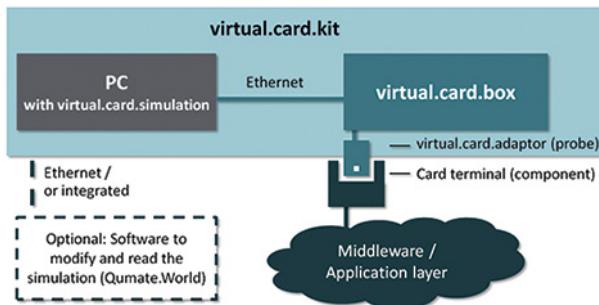 virtual.card.kit
PC
with virtual.card.simulation
Ethernet
virtual.card.box
virtual.card.adaptor (probe)
Card terminal (component)
Ethernet /
or integrated
Optional: Software to
modify and read the
simulation (Qumate.World)
Middleware /
Application layer